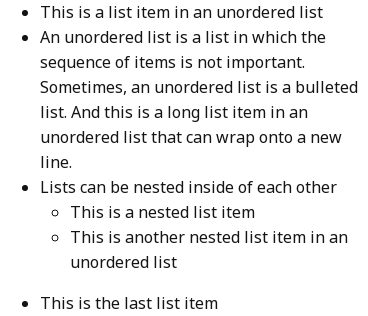 • This is a list item in an unordered list
• An unordered list is a list in which the
sequence of items is not important.
Sometimes, an unordered list is a bulleted
list. And this is a long list item in an
unordered list that can wrap onto a new
line.
• Lists can be nested inside of each other
◦ This is a nested list item
◦ This is another nested list item in an
unordered list
• This is the last list item